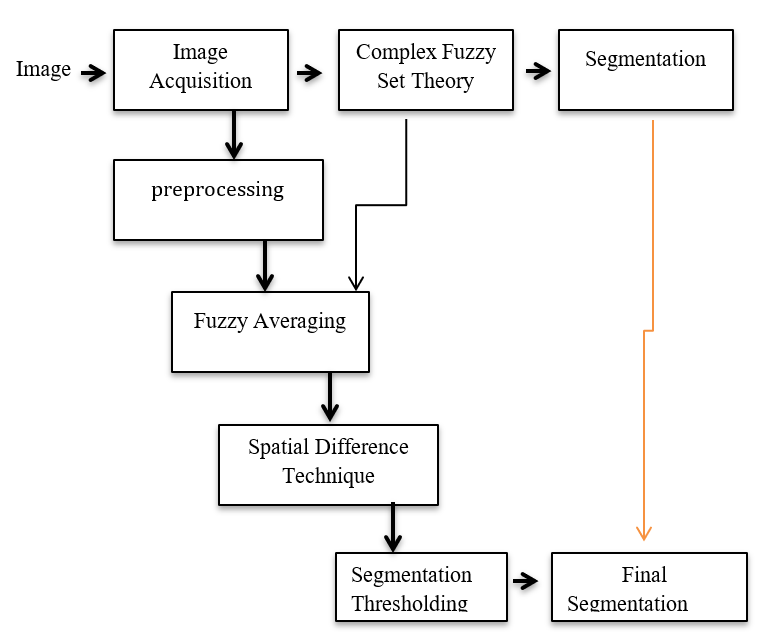 Image
Image
Acquisition
Complex Fuzzy
Set Theory
Segmentation
preprocessing
Fuzzy Averaging
Spatial Difference
Technique
Segmentation
Thresholding
Final
Segmentation